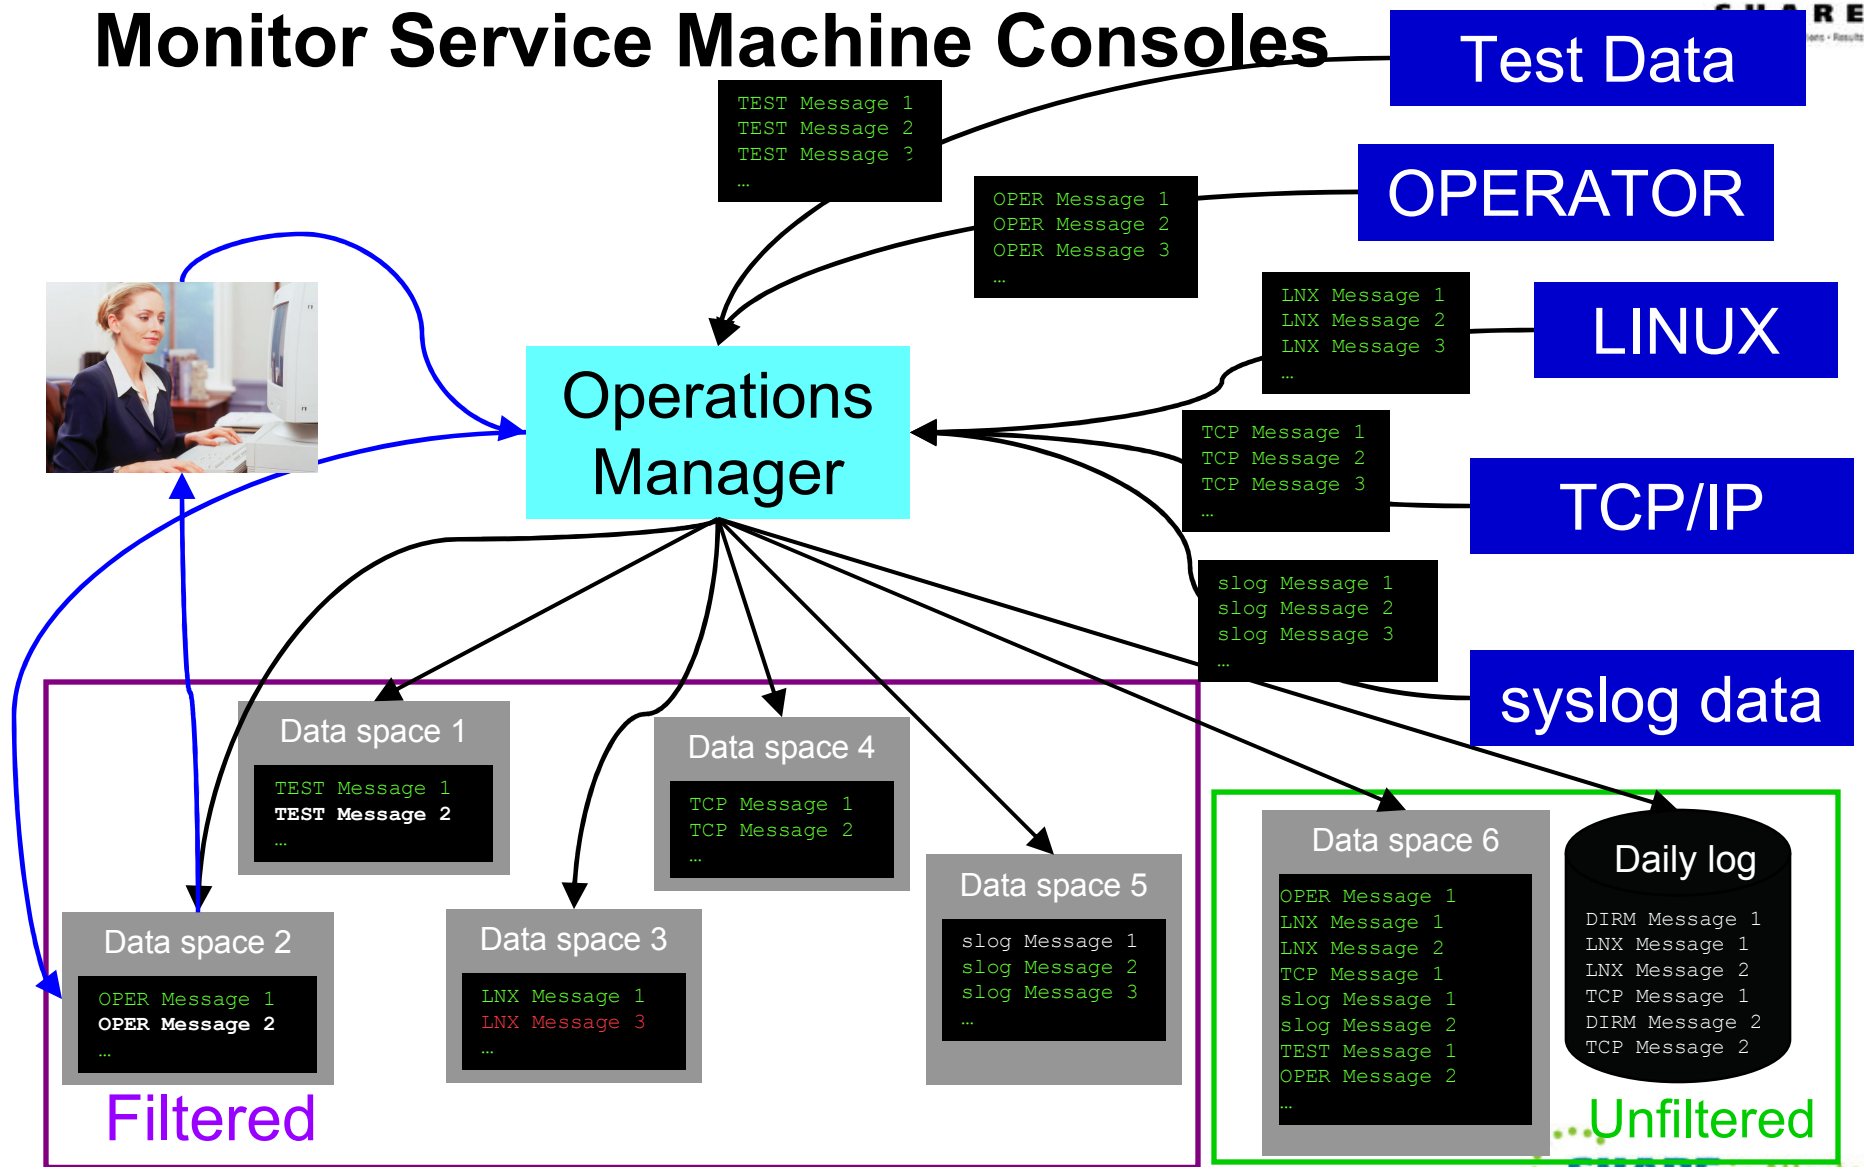 Monitor Service Machine Consoles
SHARE
Results
Test Data
TEST Message 1
TEST Message 2
TEST Message 3
…
OPERATOR
OPER Message 1
OPER Message 2
OPER Message 3
…
LINUX
LNX Message 1
LNX Message 2
LNX Message 3
…
Operations
Manager
TCP/IP
TCP Message 1
TCP Message 2
TCP Message 3
…
syslog data
slog Message 1
slog Message 2
slog Message 3
…
Data space 1
TEST Message 1
TEST Message 2
…
Data space 4
TCP Message 1
TCP Message 2
…
Data space 2
OPER Message 1
OPER Message 2
…
Data space 3
LNX Message 1
LNX Message 3
…
Data space 5
slog Message 1
slog Message 2
slog Message 3
…
Filtered
Data space 6
OPER Message 1
LNX Message 1
LNX Message 2
TCP Message 1
slog Message 1
slog Message 2
TEST Message 1
OPER Message 2
…
Daily log
DIRM Message 1
LNX Message 1
LNX Message 2
TCP Message 1
DIRM Message 2
TCP Message 2
Unfiltered